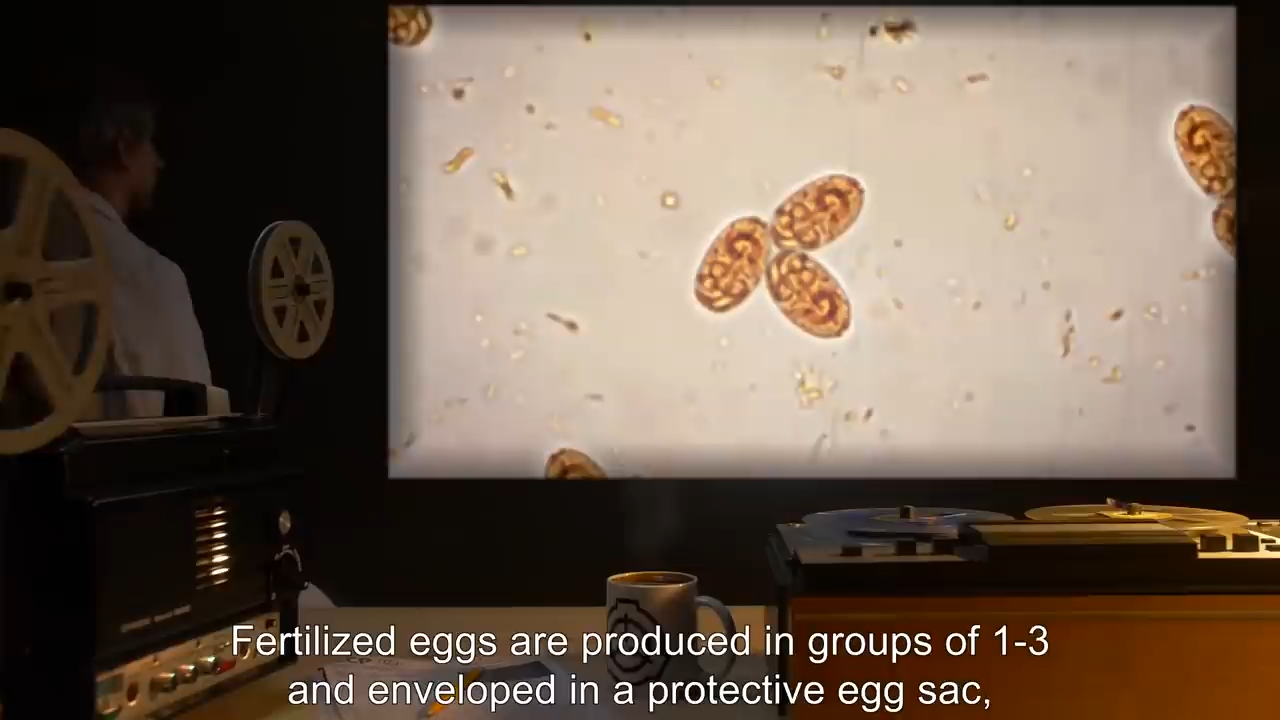 Fertilized eggs are produced in groups of 1-3
and enveloped in a protective egg sac,